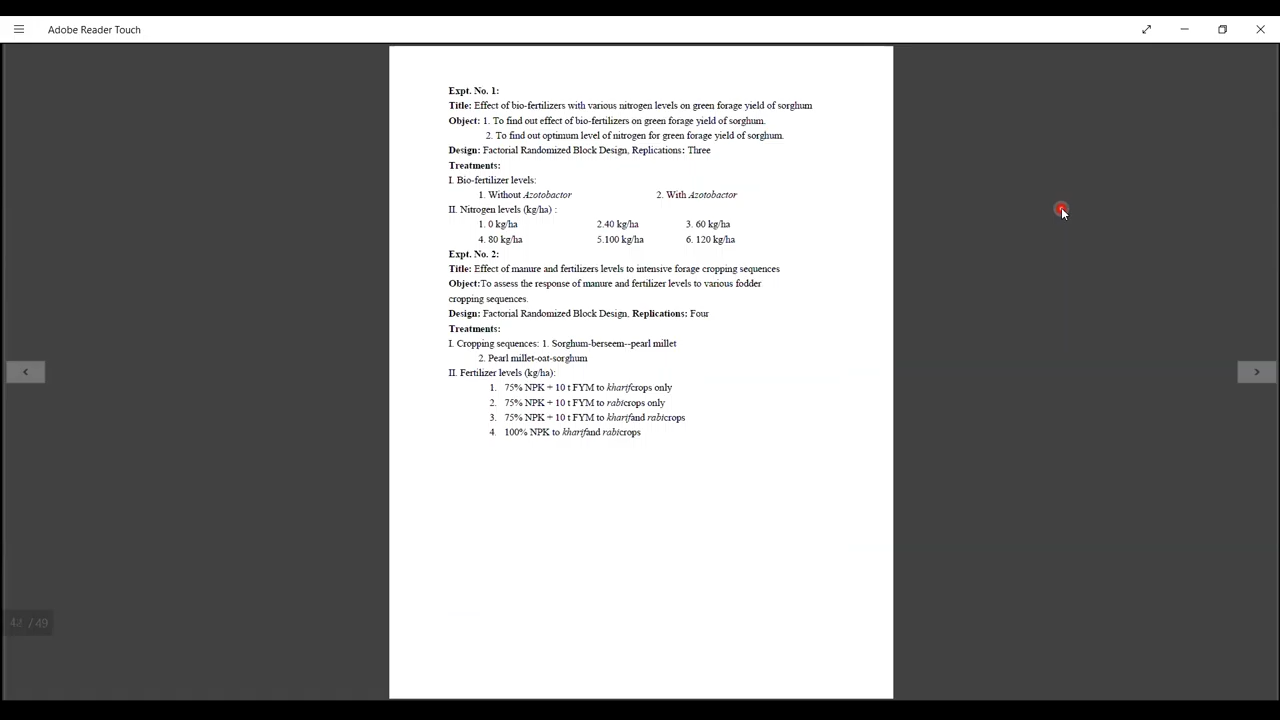 Adobe Reader Touch
Expt. No. 1:
Title: Effect of bio-fertilizers with various nitrogen levels on green forage yield of sorghum
Object: 1. To find out effect of bio-fertilizers on green forage yield of sorghum.
2. To find out optimum level of nitrogen for green forage yield of sorghum.
Design: Factorial Randomized Block Design, Replications: Three
Treatments:
I. Bio-fertilizer levels:
1. Without Azotobactor 2. With Azotobactor
II. Nitrogen levels (kg/ha) :
1. 0 kg/ha 2.40 kg/ha 3. 60 kg/ha
4. 80 kg/ha 5.100 kg/ha 6. 120 kg/ha
Expt. No. 2:
Title: Effect of manure and fertilizers levels to intensive forage cropping sequences
Object:To assess the response of manure and fertilizer levels to various fodder
cropping sequences.
Design: Factorial Randomized Block Design, Replications: Four
Treatments:
I. Cropping sequences: 1. Sorghum-berseem--pearl millet
2. Pearl millet-oat-sorghum
II. Fertilizer levels (kg/ha):
1. 75% NPK + 10 t FYM to kharifcrops only
2. 75% NPK + 10 t FYM to rabicrops only
3. 75% NPK + 10 t FYM to kharifand rabicrops
4. 100% NPK to kharifand rabicrops
/ 49